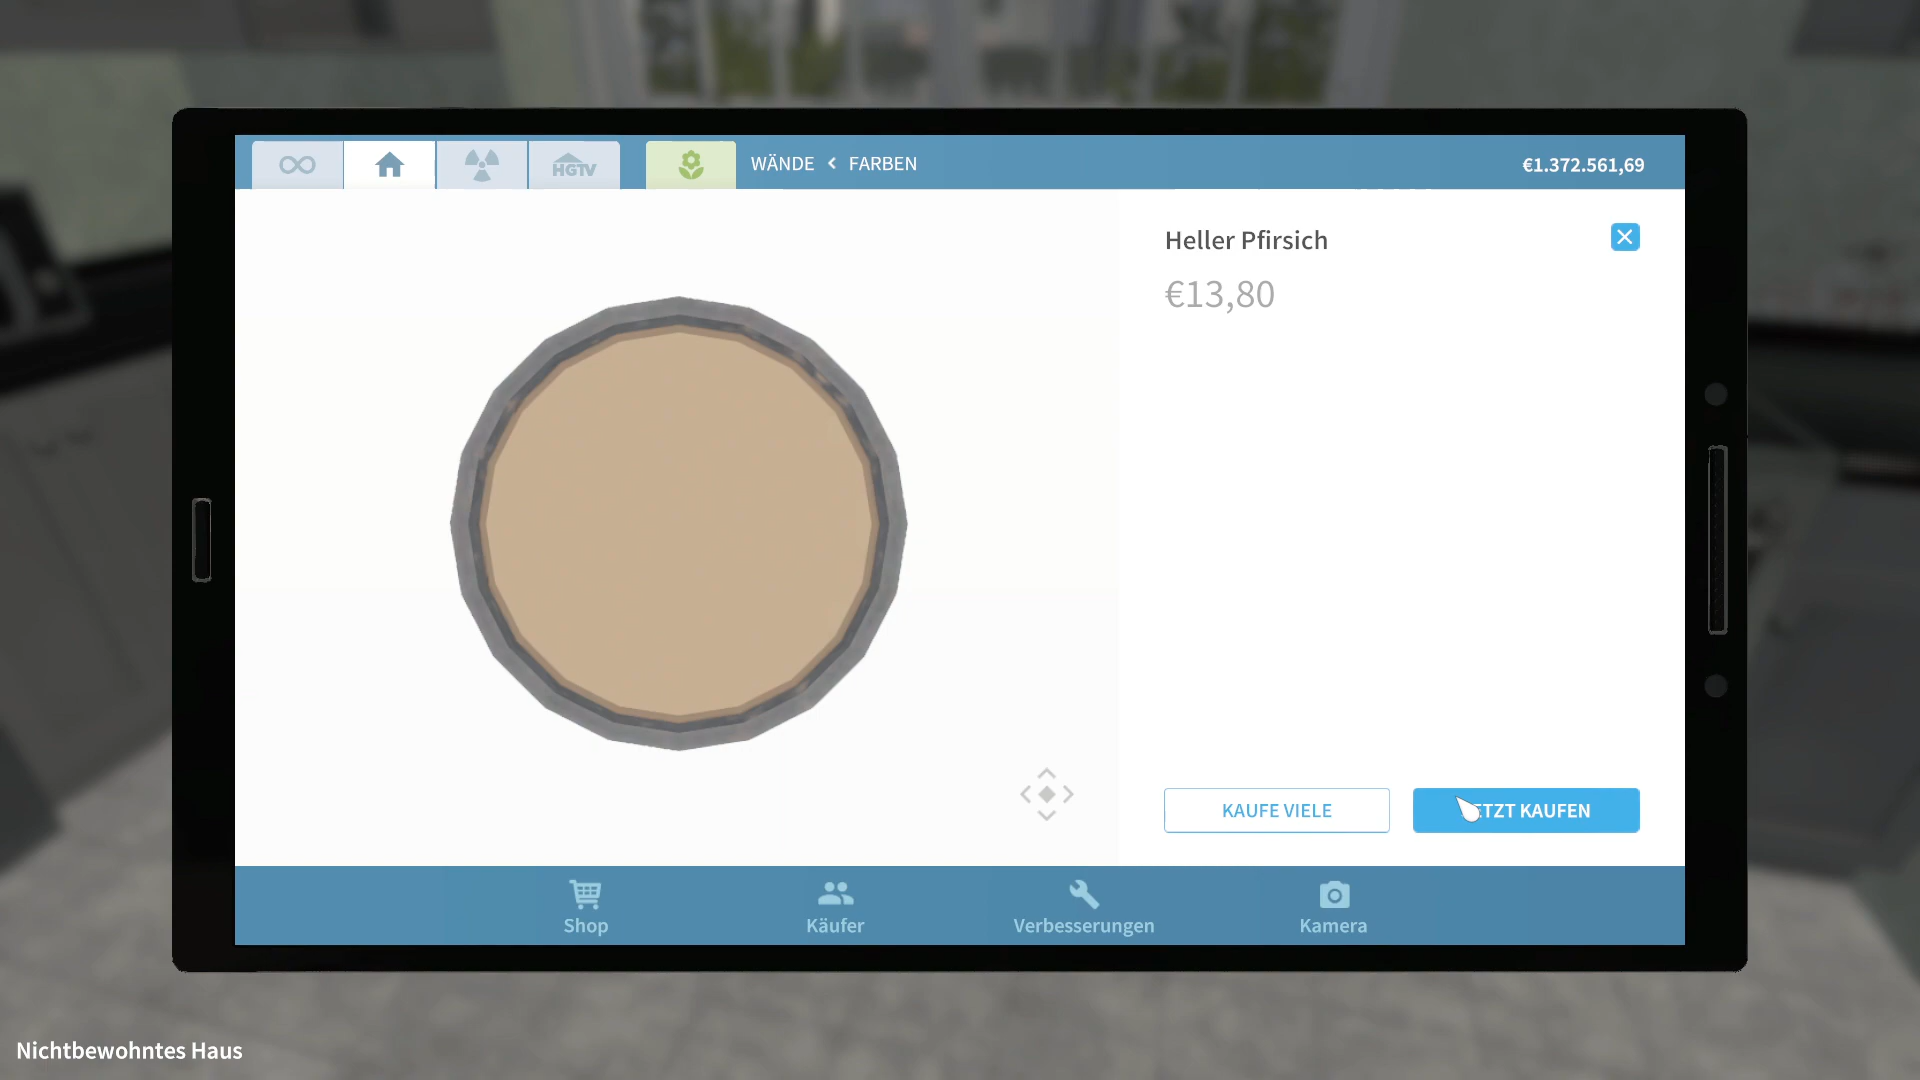 HGTV
WÄNDE < FARBEN
€1.372.561,69
Heller Pfirsich
€13,80
KAUFE VIELE
KAUFEN
Shop
Käufer
Verbesserungen
Kamera
Nichtbewohntes Haus